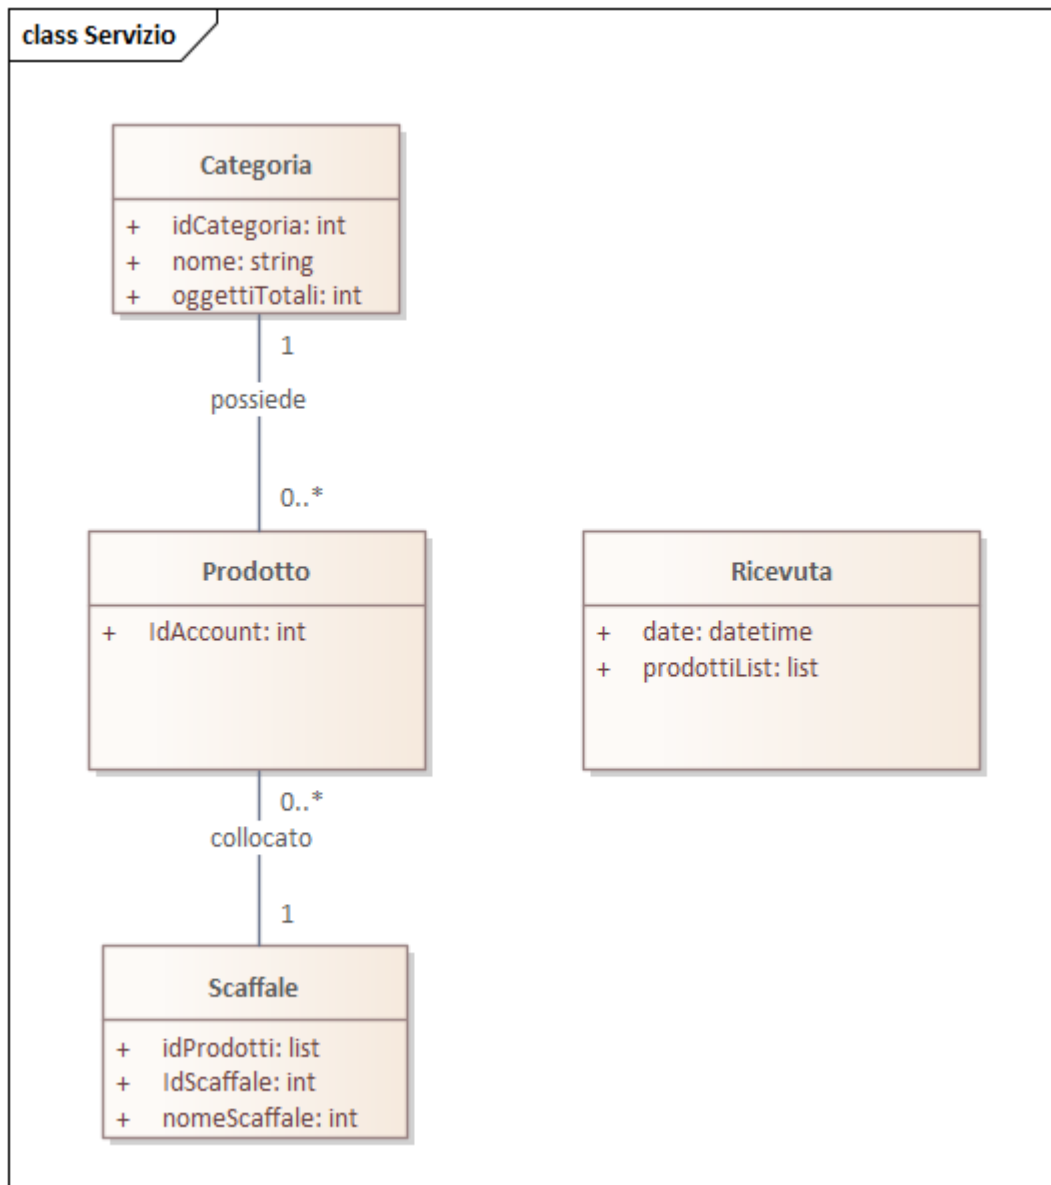 class Servizio
Categoria
+ idCategoria: int
+ nome: string
+ oggettiTotali: int
1
possiede
0..*
Prodotto
+ IdAccount: int
Ricevuta
+ date: datetime
+ prodottiList: list
0..*
collocato
1
Scaffale
+ idProdotti: list
+ IdScaffale: int
+ nomeScaffale: int